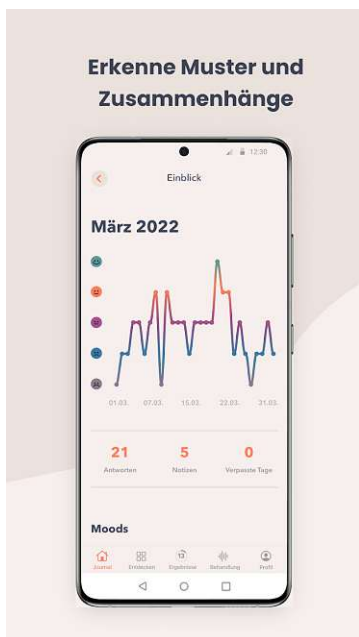 Erkenne Muster und
Zusammenhänge
12:30
Einblick
März 2022
01.03. 07.03. 15.03. 22.03. 31.03.
21 5 0
Antworten Notizen Verpasste Tage
Moods
13
Journal Entdecken Ergebnisse Behandlung Profil